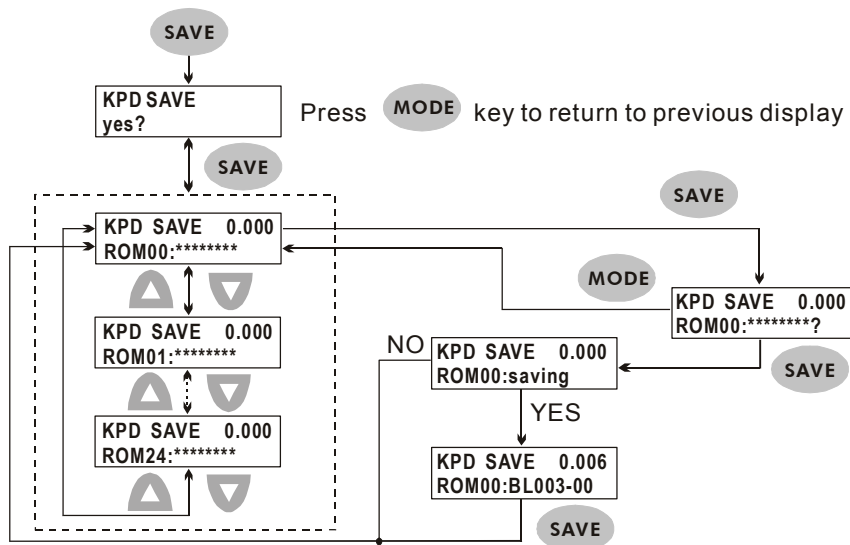 SAVE
KPD SAVE
yes?
Press MODE key to return to previous display
SAVE
SAVE
KPD SAVE 0.000
ROM00:********
MODE
KPD SAVE 0.000
ROM00:********?
KPD SAVE 0.000
ROM01:********
NO
KPD SAVE 0.000
ROM00:saving
SAVE
YES
KPD SAVE 0.000
ROM24:********
KPD SAVE 0.006
ROM00:BL003-00
SAVE